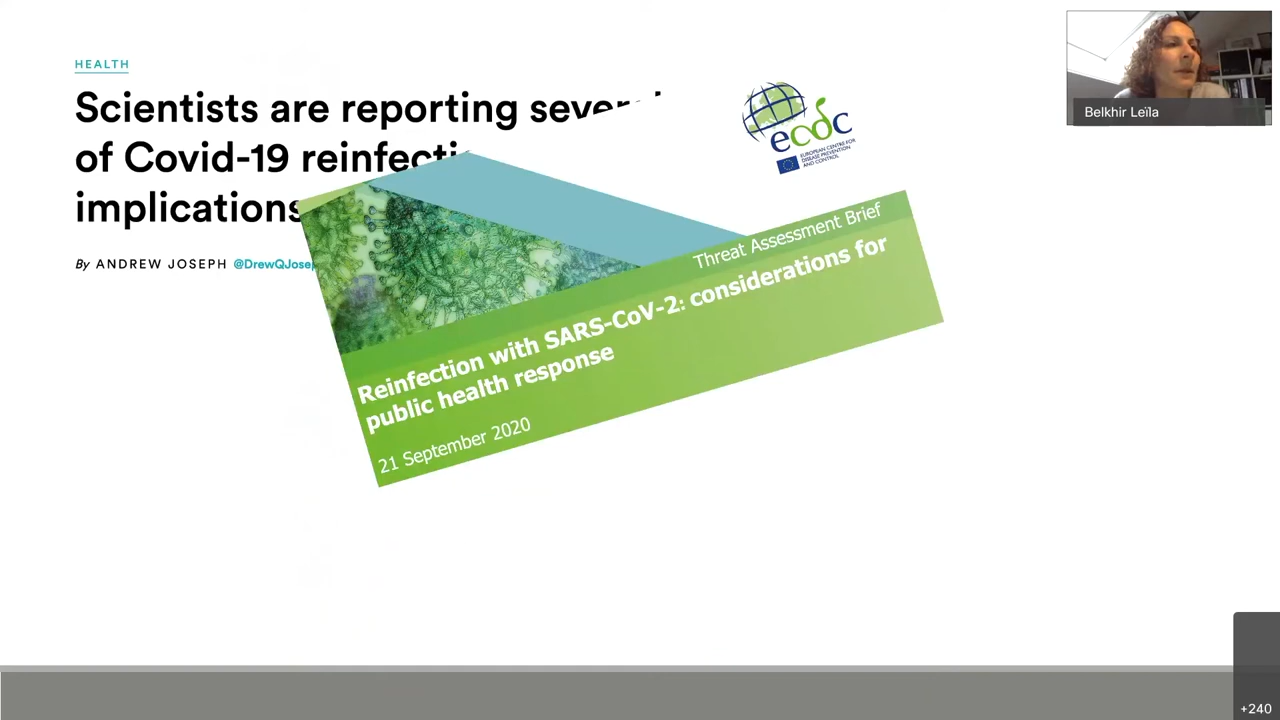 HEALTH
Scientists are reporting
of Covid-19
implications
By ANDREW JOSEPH
ecdc
EUROPEAN CENTRE FOR
DISEASE PREVENTION
AND CONTROL
Threat Assessment Brief
Reinfection with SARS-CoV-2: considerations for
public health response
21 September 2020
Belkhir Leïla
+240